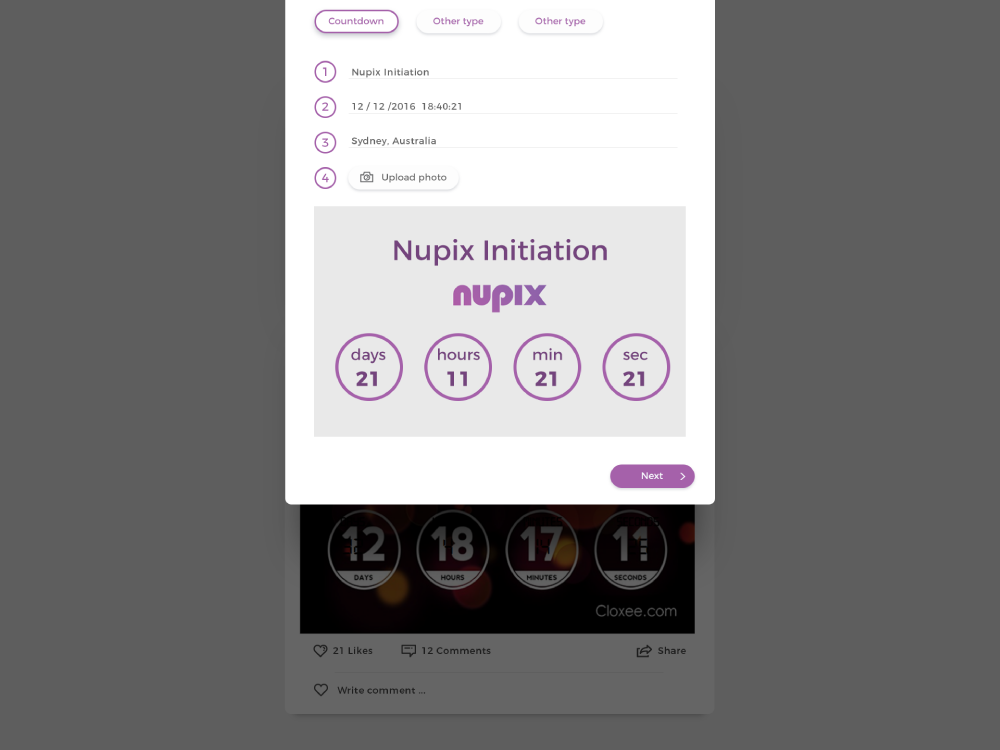 Countdown Other type Other type
1 Nupix Initiation
2 12 / 12 /2016 18:40:21
3 Sydney, Australia
4 Upload photo
Nupix Initiation
nupix
days hours min sec
21 11 21 21
Next
12 18 17 11
DAYS HOURS MINUTES SECONDS
Cloxee.com
21 Likes 12 Comments Share
Write comment ...